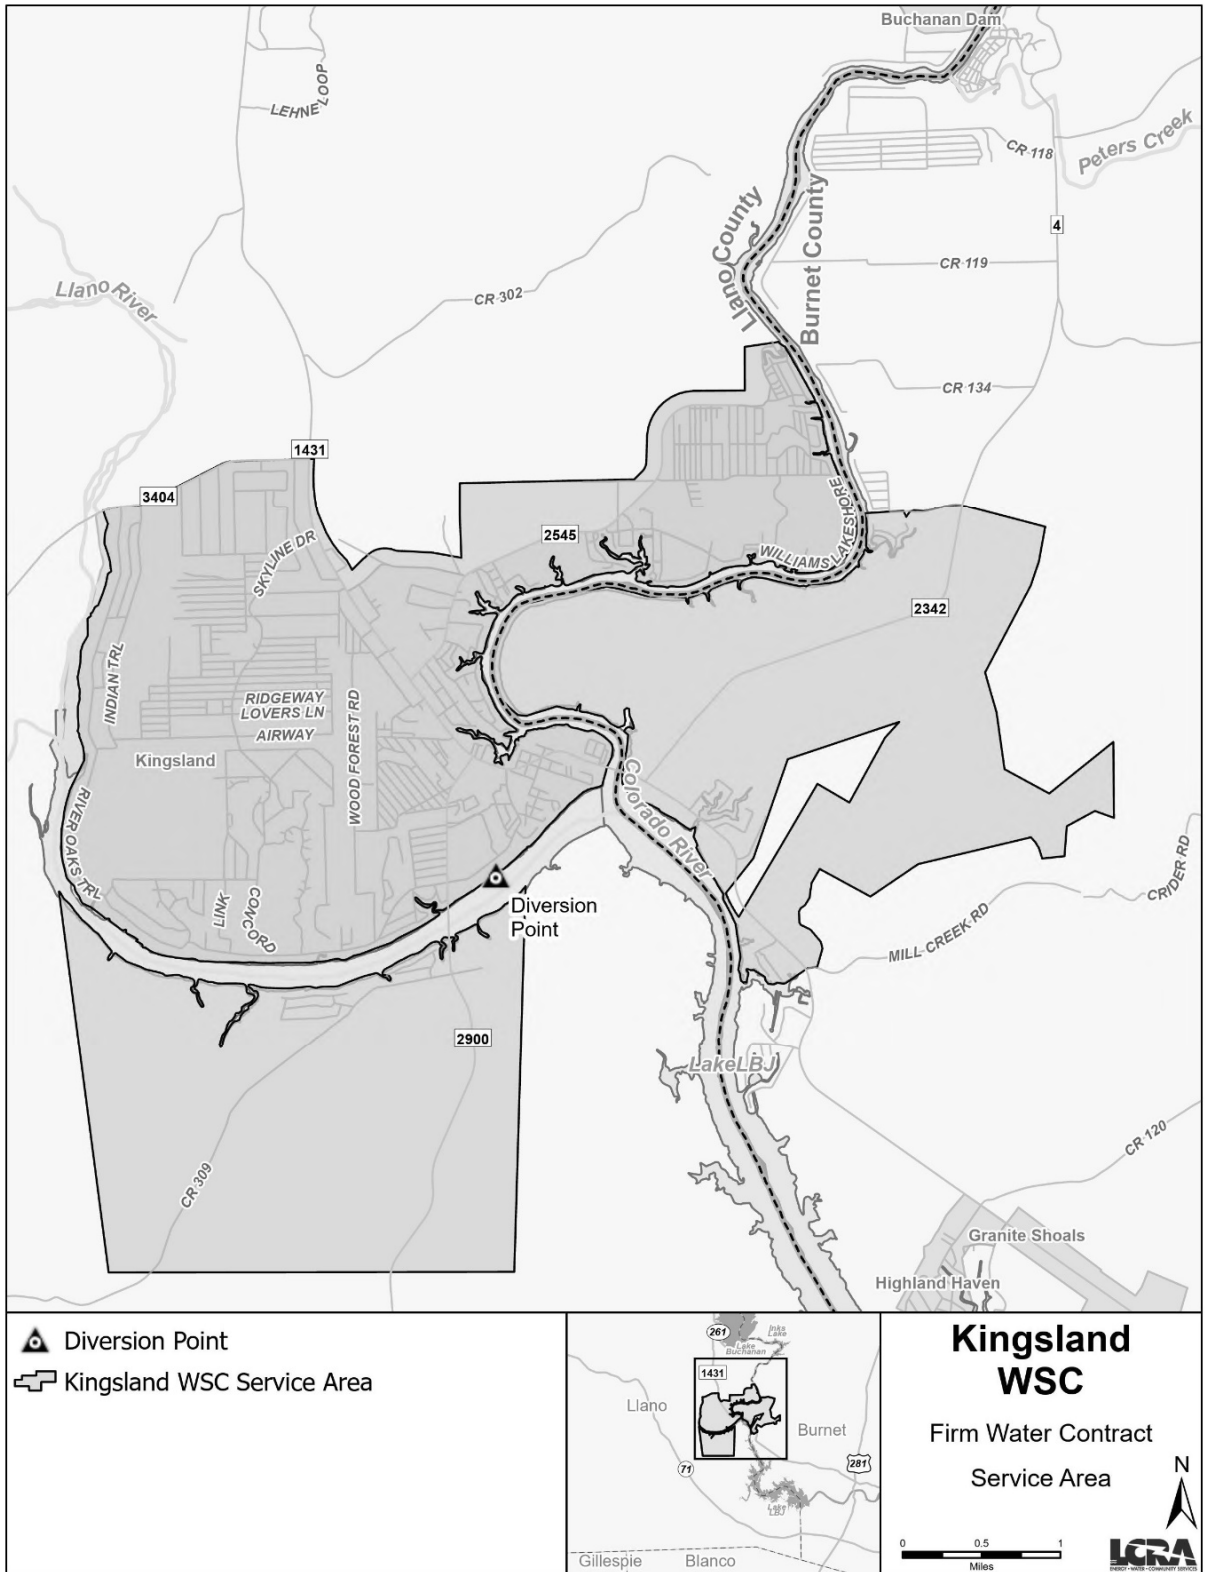 Buchanan Dam
LEHNE LOOP
CR 118
Peters Creek
4
Llano County
Burnet County
CR 119
Llano River
CR 302
CR 134
1431
3404
2545
WILLIAMS LAKESHORE
SKYLINE DR
2342
INDIAN TRL
RIDGEWAY
LOVERS LN
AIRWAY
WOOD FOREST RD
Kingsland
Colorado River
RIVER OAKS TRL
LINK
CONCORD
Diversion
Point
CRIDER RD
MILL CREEK RD
2900
LakeLBJ
CR 309
CR 120
Granite Shoals
Highland Haven
Diversion Point
Kingsland WSC Service Area
261
Inks
Lake
Lake
Buchanan
1431
Llano
Burnet
71
281
Lake
LBJ
Gillespie
Blanco
Kingsland
WSC
Firm Water Contract
Service Area
N
0 0.5 1
Miles
LCRA
ENERGY • WATER • COMMUNITY SERVICES